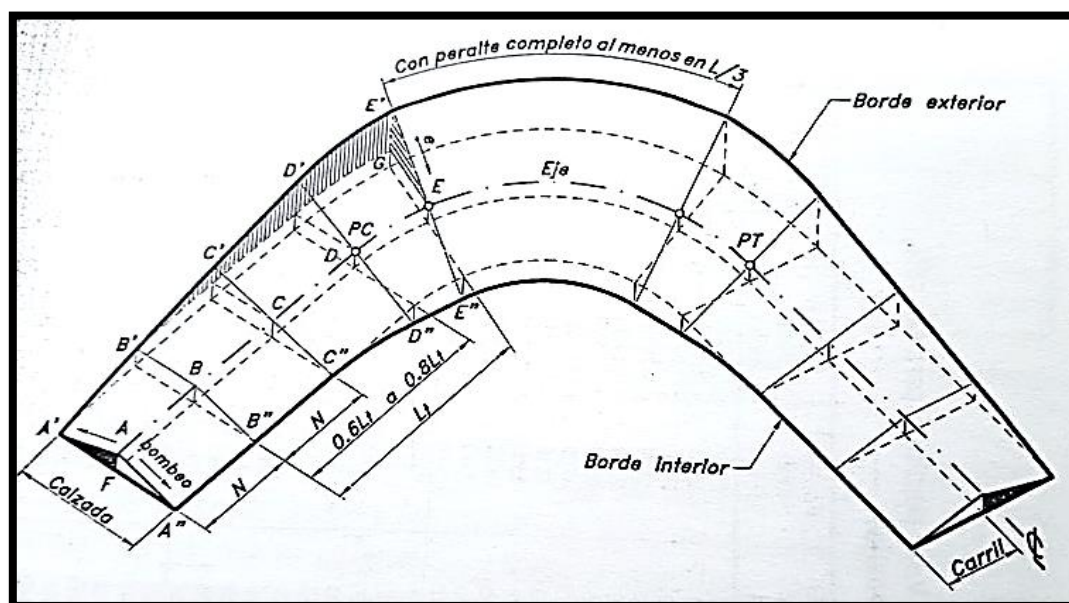 Con peralte completo al menos en L/3
Borde exterior
E'
e
G
D'
E
Eje
PC
PT
D
C'
C
E"
D"
B'
B
C"
Lt
0.6Lt a 0.8Lt
N
N
A'
A
B"
bombeo
F
Calzada
A"
Borde Interior
Carril